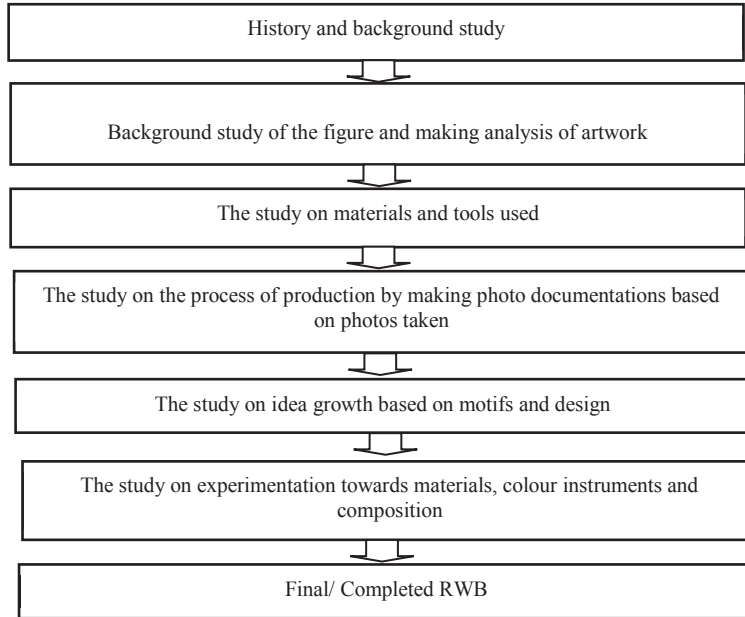 History and background study
Background study of the figure and making analysis of artwork
The study on materials and tools used
The study on the process of production by making photo documentations based
on photos taken
The study on idea growth based on motifs and design
The study on experimentation towards materials, colour instruments and
composition
Final/ Completed RWB